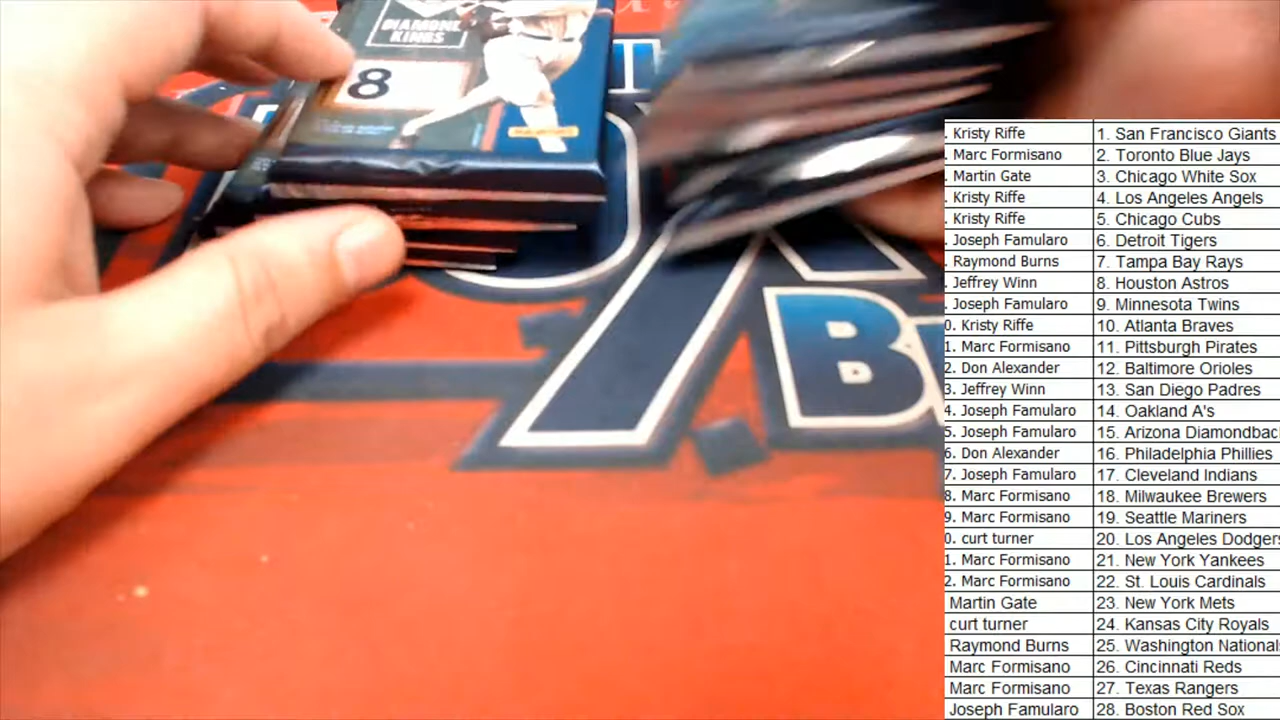 DIAMOND
KINGS
8
B
. Kristy Riffe 1. San Francisco Giants
. Marc Formisano 2. Toronto Blue Jays
. Martin Gate 3. Chicago White Sox
. Kristy Riffe 4. Los Angeles Angels
. Kristy Riffe 5. Chicago Cubs
. Joseph Famularo 6. Detroit Tigers
. Raymond Burns 7. Tampa Bay Rays
. Jeffrey Winn 8. Houston Astros
. Joseph Famularo 9. Minnesota Twins
0. Kristy Riffe 10. Atlanta Braves
1. Marc Formisano 11. Pittsburgh Pirates
2. Don Alexander 12. Baltimore Orioles
3. Jeffrey Winn 13. San Diego Padres
4. Joseph Famularo 14. Oakland A's
5. Joseph Famularo 15. Arizona Diamondbac
6. Don Alexander 16. Philadelphia Phillies
7. Joseph Famularo 17. Cleveland Indians
8. Marc Formisano 18. Milwaukee Brewers
9. Marc Formisano 19. Seattle Mariners
0. curt turner 20. Los Angeles Dodgers
1. Marc Formisano 21. New York Yankees
2. Marc Formisano 22. St. Louis Cardinals
Martin Gate 23. New York Mets
curt turner 24. Kansas City Royals
Raymond Burns 25. Washington Nationals
Marc Formisano 26. Cincinnati Reds
Marc Formisano 27. Texas Rangers
Joseph Famularo 28. Boston Red Sox